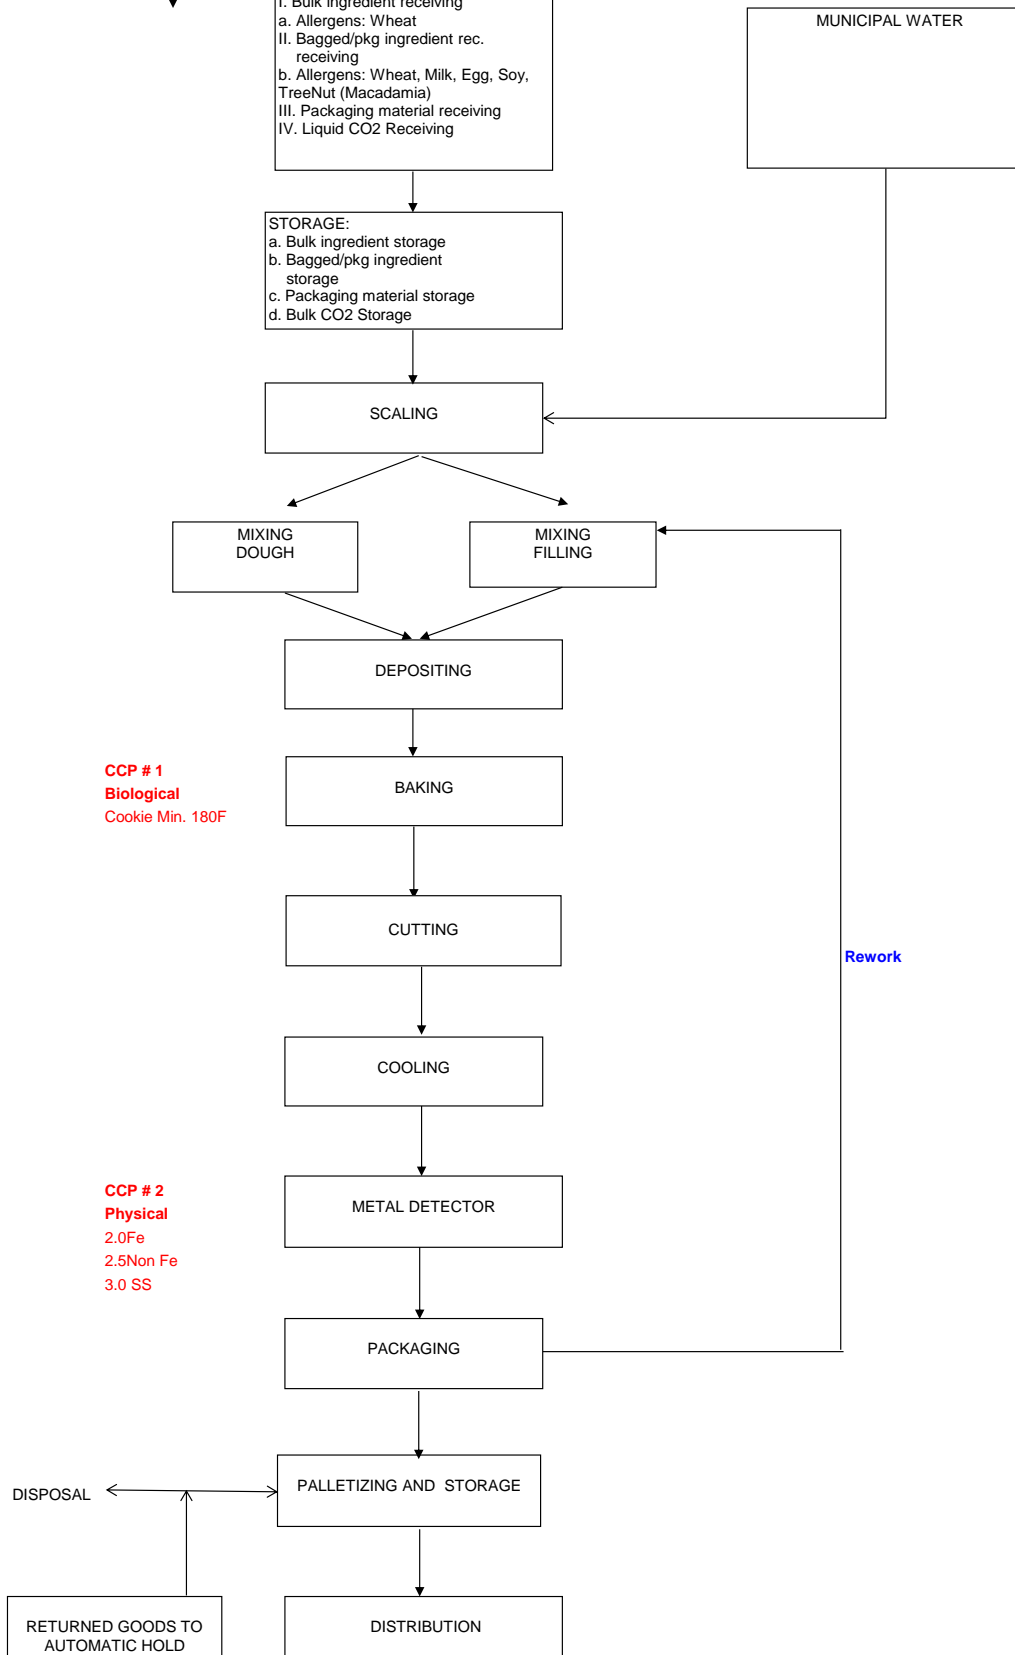 I. Bulk ingredient receiving
a. Allergens: Wheat
II. Bagged/pkg ingredient rec.
receiving
b. Allergens: Wheat, Milk, Egg, Soy,
TreeNut (Macadamia)
III. Packaging material receiving
IV. Liquid CO2 Receiving
MUNICIPAL WATER
STORAGE:
a. Bulk ingredient storage
b. Bagged/pkg ingredient
storage
c. Packaging material storage
d. Bulk CO2 Storage
SCALING
MIXING
DOUGH
MIXING
FILLING
DEPOSITING
CCP # 1
Biological
Cookie Min. 180F
BAKING
CUTTING
Rework
COOLING
CCP # 2
Physical
2.0Fe
2.5Non Fe
3.0 SS
METAL DETECTOR
PACKAGING
DISPOSAL
PALLETIZING AND  STORAGE
RETURNED GOODS TO
AUTOMATIC HOLD
DISTRIBUTION